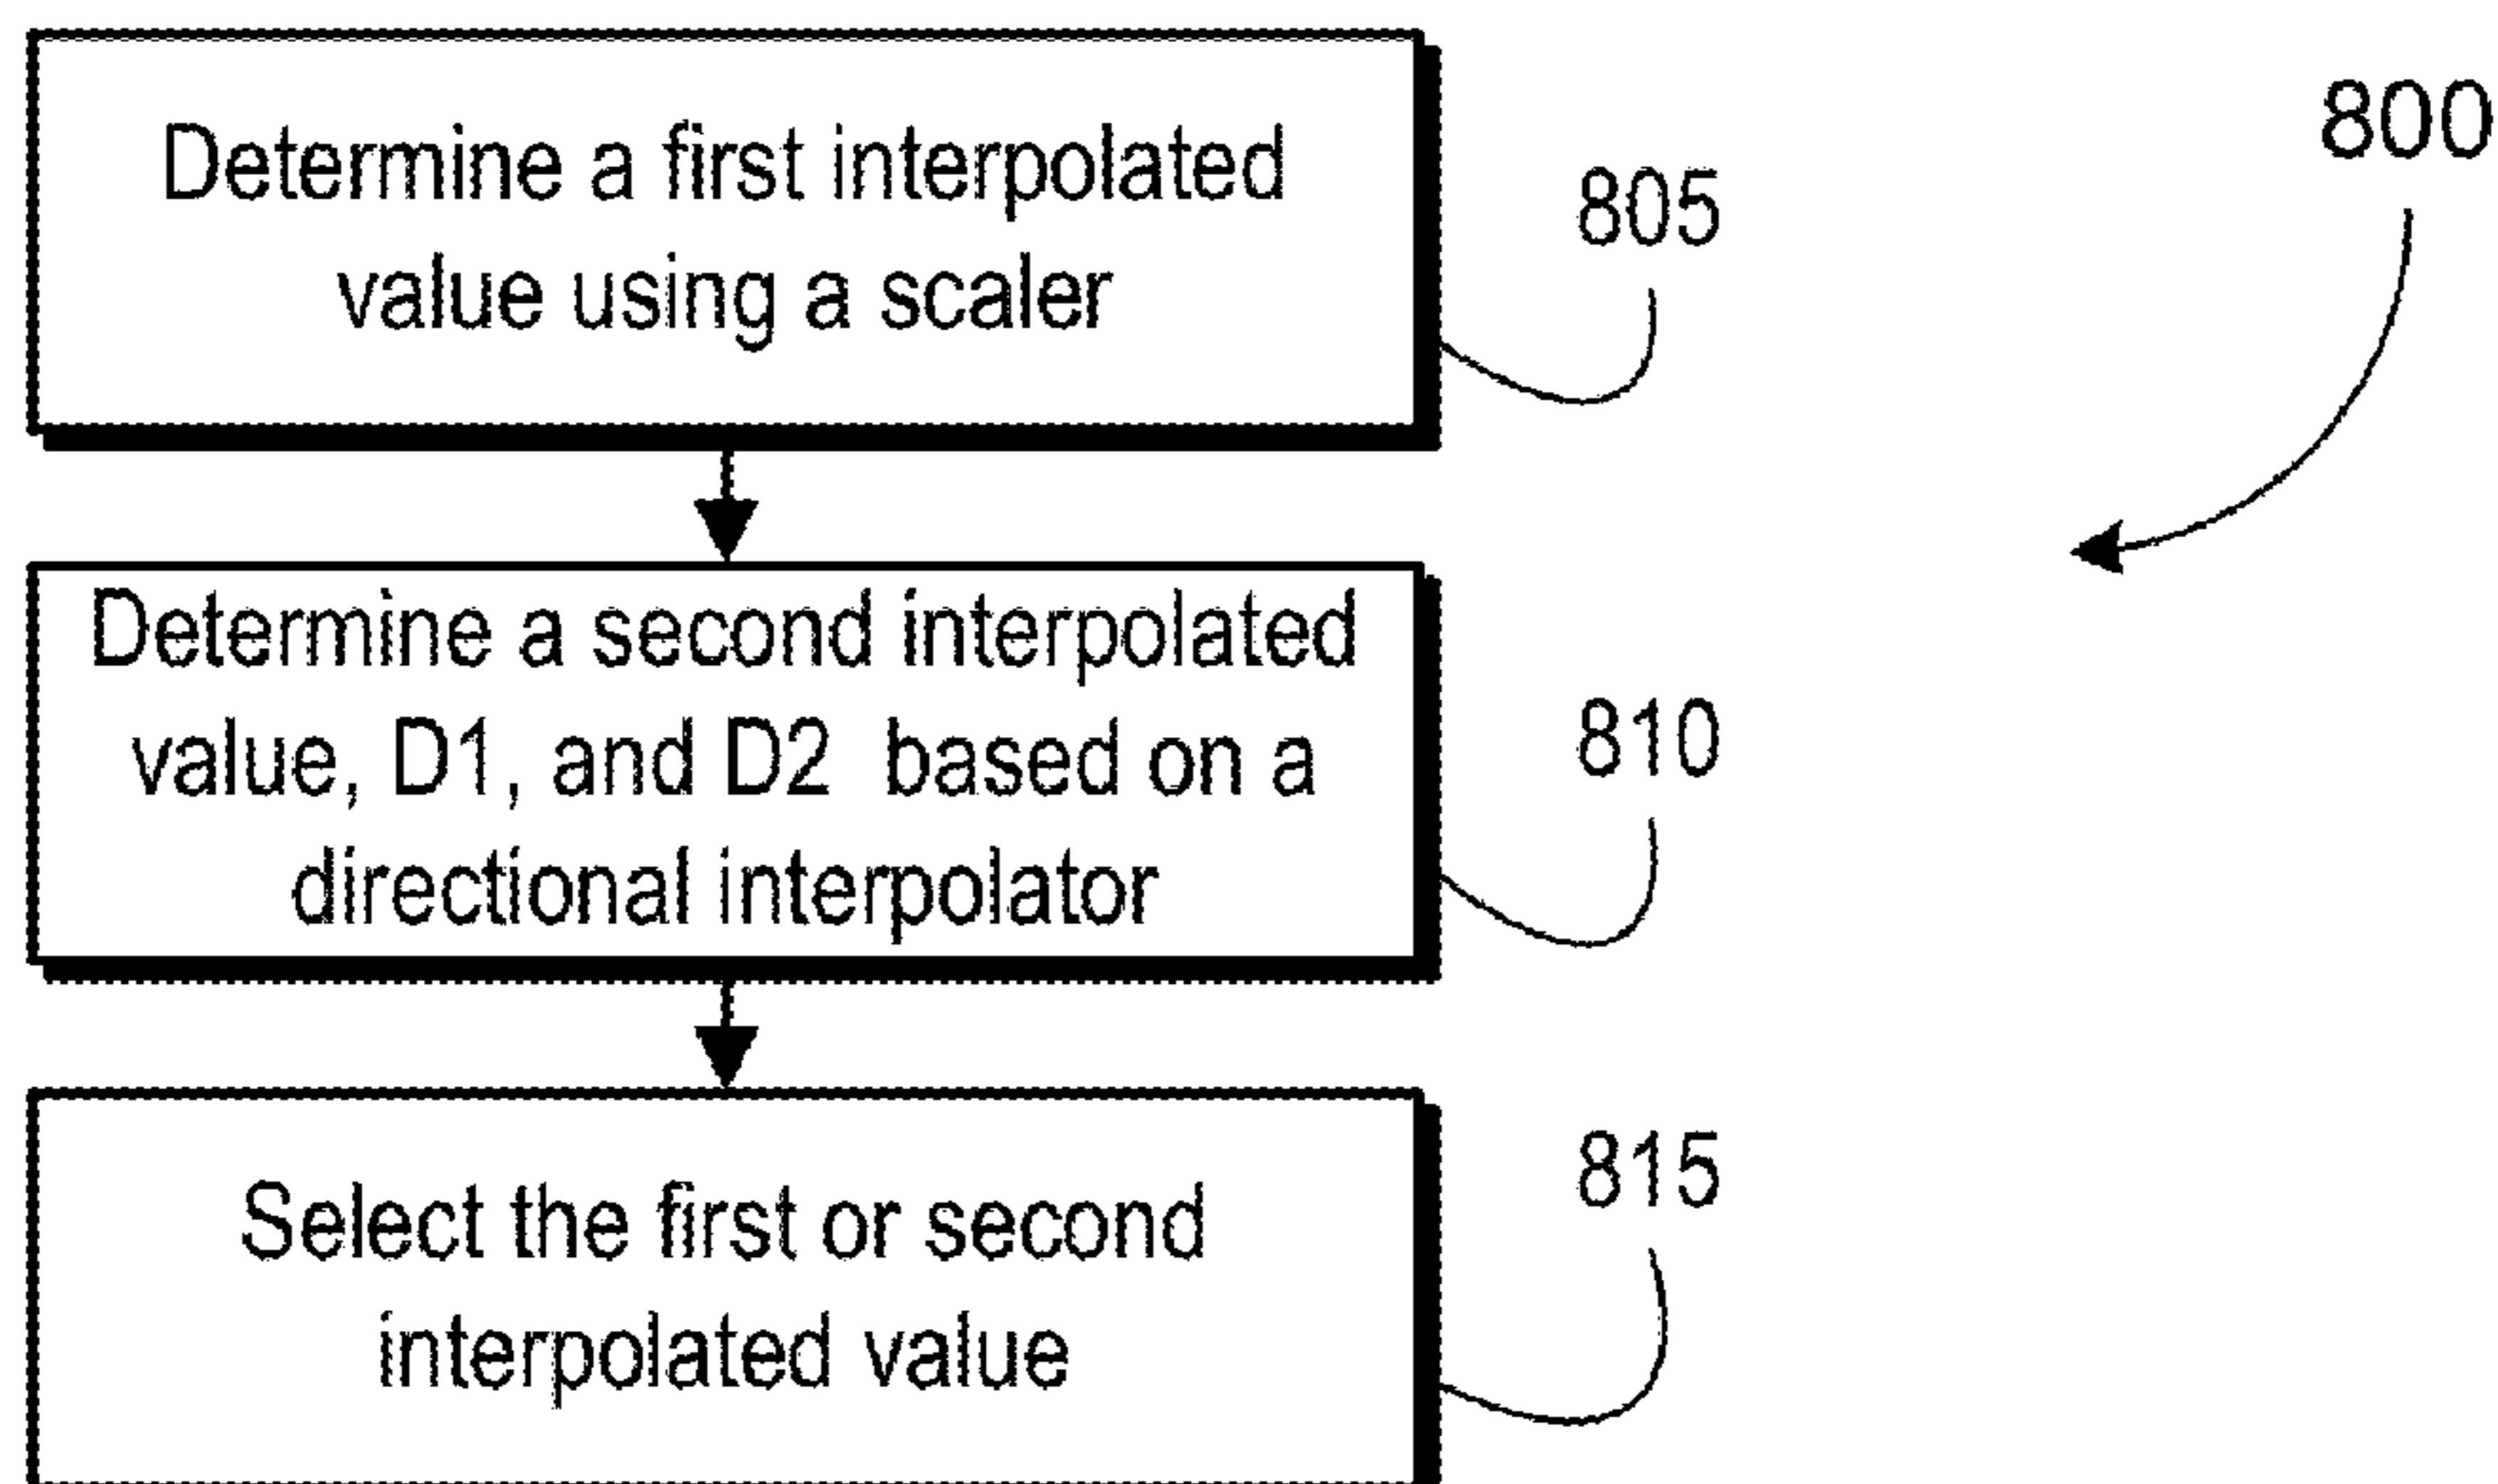 800
Determine a first interpolated
value using a scaler
805
Determine a second interpolated
value, D1, and D2 based on a
directional interpolator
810
Select the first or second
interpolated value
815